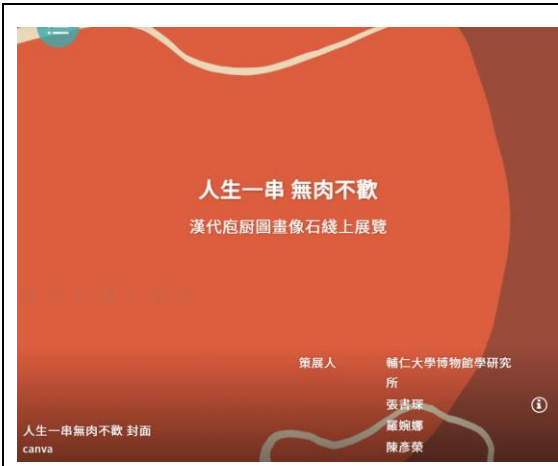 人生一串 無肉不歡
漢代庖厨圖畫像石綫上展覽
策展人
輔仁大學博物館學研究
所
張書琛
羅婉娜
陳彥榮
人生一串無肉不歡 封面
canva